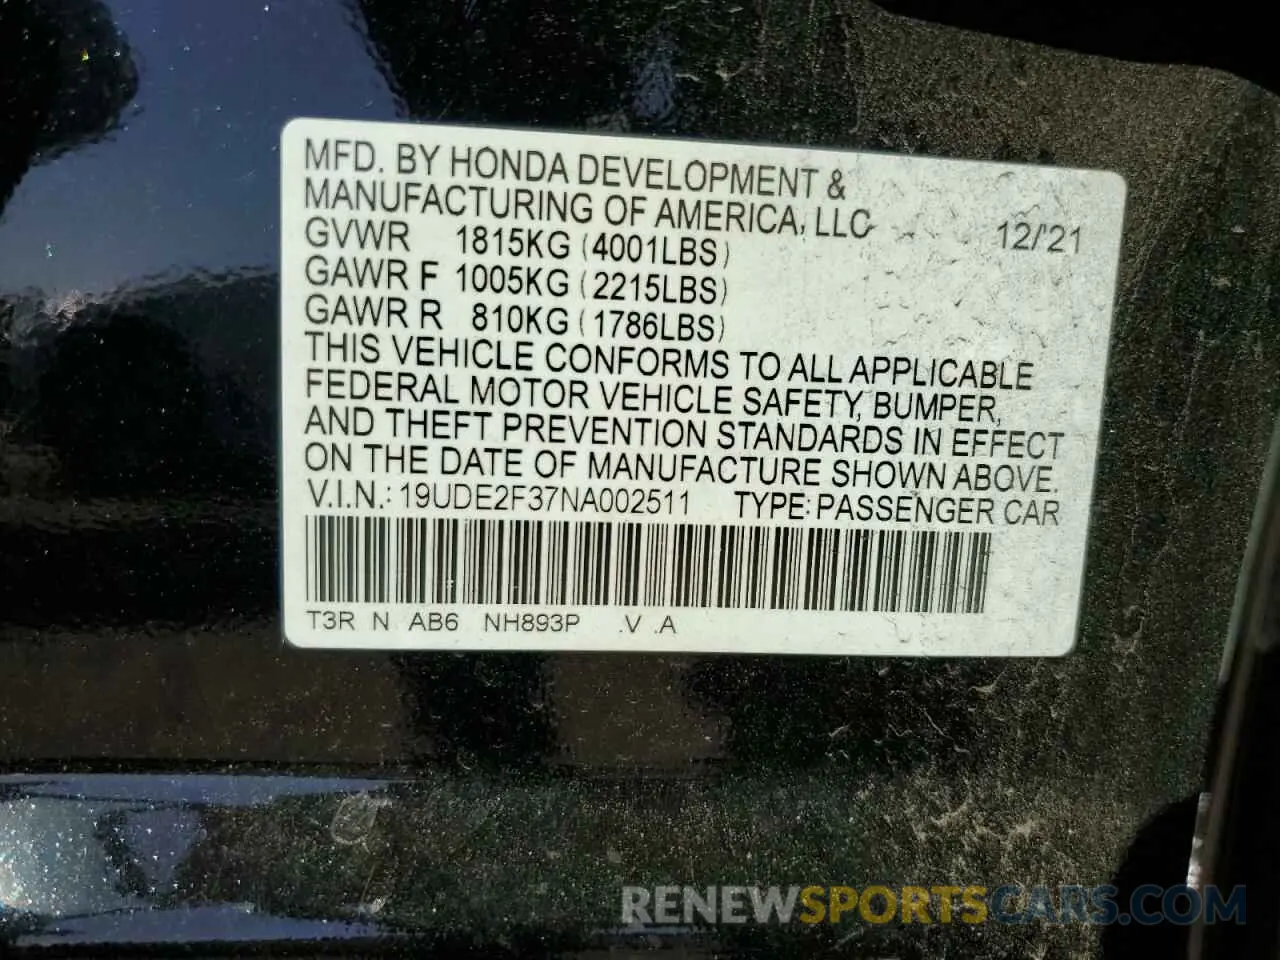 MFD. BY HONDA DEVELOPMENT &
MANUFACTURING OF AMERICA, LLC 12/'21
GVWR 1815KG (4001LBS)
GAWR F 1005KG (2215LBS)
GAWR R 810KG (1786LBS)
THIS VEHICLE CONFORMS TO ALL APPLICABLE
FEDERAL MOTOR VEHICLE SAFETY, BUMPER,
AND THEFT PREVENTION STANDARDS IN EFFECT
ON THE DATE OF MANUFACTURE SHOWN ABOVE.
V.I.N.: 19UDE2F37NA002511 TYPE: PASSENGER CAR
T3R N AB6 NH893P .V .A
RENEWSPORTSCARS.COM